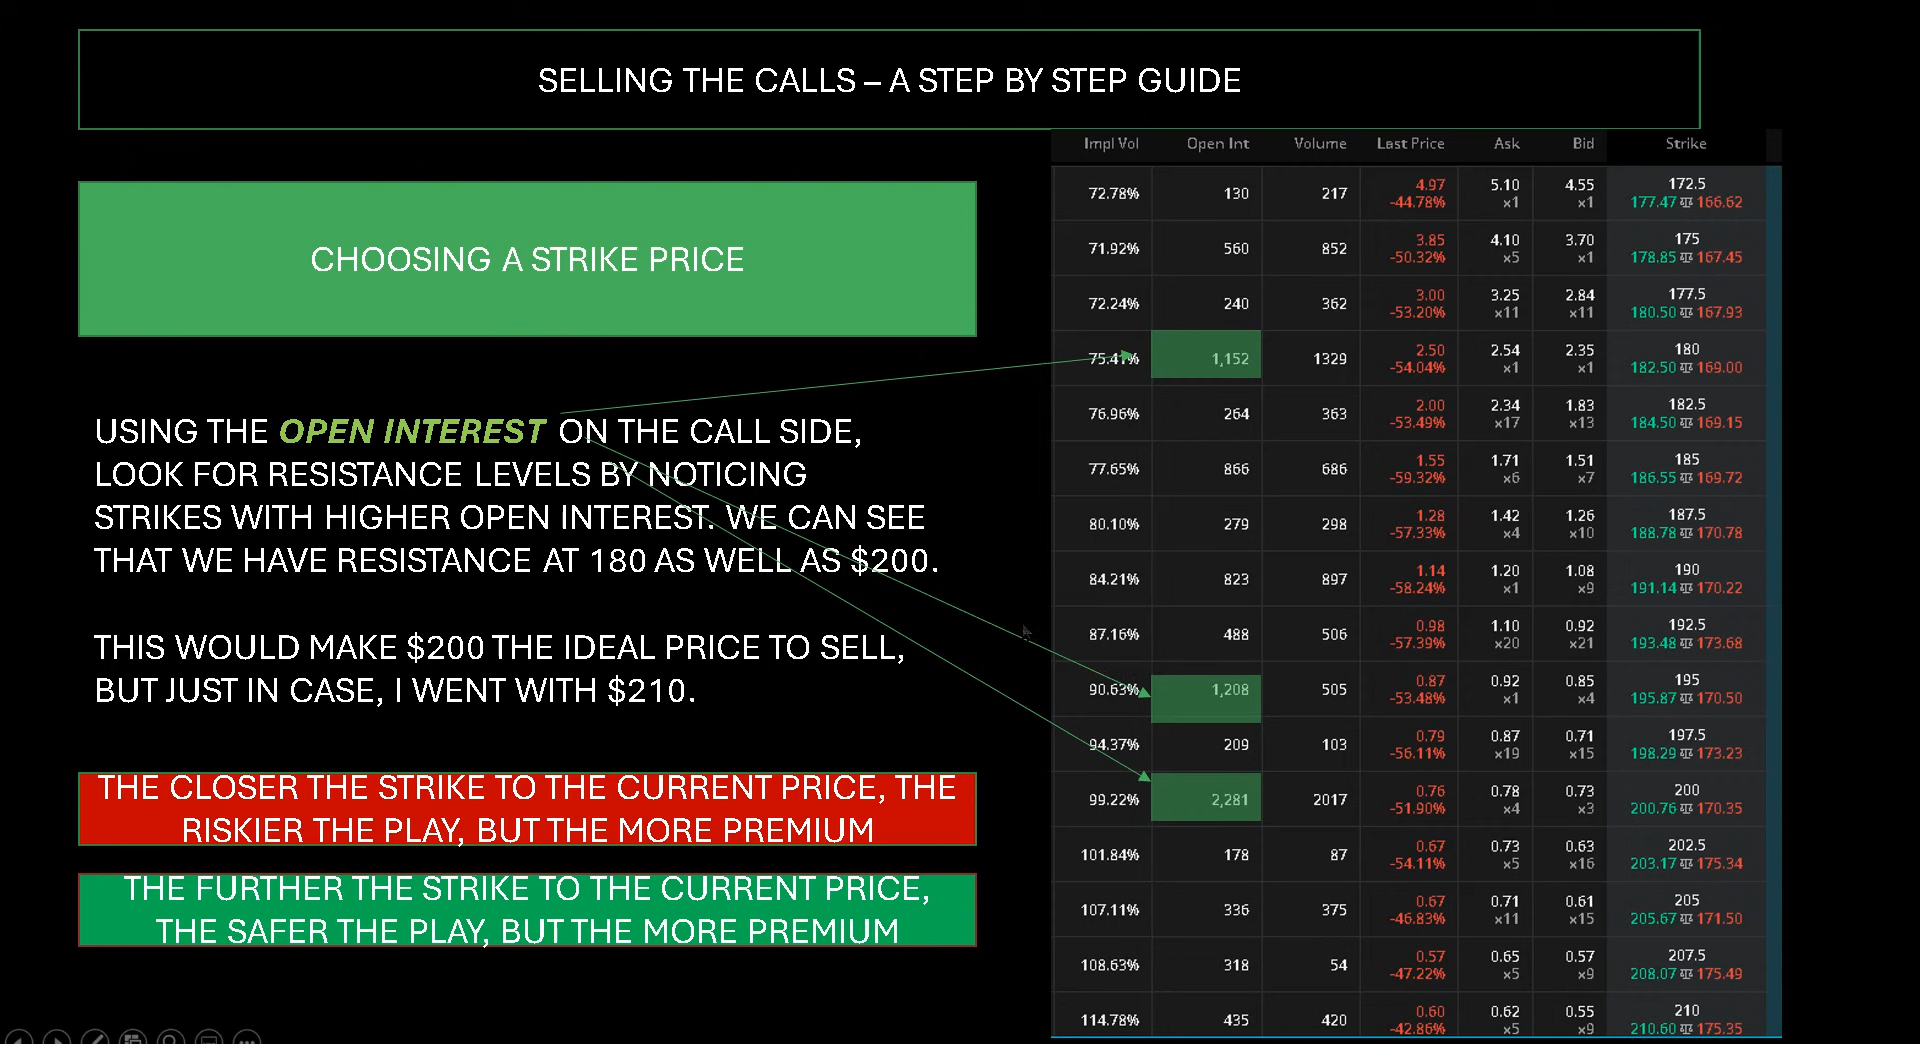 SELLING THE CALLS – A STEP BY STEP GUIDE
CHOOSING A STRIKE PRICE
USING THE OPEN INTEREST ON THE CALL SIDE,
LOOK FOR RESISTANCE LEVELS BY NOTICING
STRIKES WITH HIGHER OPEN INTEREST. WE CAN SEE
THAT WE HAVE RESISTANCE AT 180 AS WELL AS $200.
THIS WOULD MAKE $200 THE IDEAL PRICE TO SELL,
BUT JUST IN CASE, I WENT WITH $210.
THE CLOSER THE STRIKE TO THE CURRENT PRICE, THE
RISKIER THE PLAY, BUT THE MORE PREMIUM
THE FURTHER THE STRIKE TO THE CURRENT PRICE,
THE SAFER THE PLAY, BUT THE MORE PREMIUM
Impl Vol Open Int Volume Last Price Ask Bid Strike
72.78% 130 217 4.97 5.10 4.55 172.5
-44.78% ×1 ×1 177.47 166.62
71.92% 560 852 3.85 4.10 3.70 175
-50.32% ×5 ×1 178.85 167.45
72.24% 240 362 3.00 3.25 2.84 177.5
-53.20% ×11 ×11 180.50 167.93
75.41% 1,152 1329 2.50 2.54 2.35 180
-54.04% ×1 ×1 182.50 169.00
76.96% 264 363 2.00 2.34 1.83 182.5
-53.49% ×17 ×13 184.50 169.15
77.65% 866 686 1.55 1.71 1.51 185
-59.32% ×6 ×7 186.55 169.72
80.10% 279 298 1.28 1.42 1.26 187.5
-57.33% ×4 ×10 188.78 170.78
84.21% 823 897 1.14 1.20 1.08 190
-58.24% ×1 ×9 191.14 170.22
87.16% 488 506 0.98 1.10 0.92 192.5
-57.39% ×20 ×21 193.48 173.68
90.63% 1,208 505 0.87 0.92 0.85 195
-53.48% ×1 ×4 195.87 170.50
94.37% 209 103 0.79 0.87 0.71 197.5
-56.11% ×19 ×15 198.29 173.23
99.22% 2,281 2017 0.76 0.78 0.73 200
-51.90% ×4 ×3 200.76 170.35
101.84% 178 87 0.67 0.73 0.63 202.5
-54.11% ×5 ×16 203.17 175.34
107.11% 336 375 0.67 0.71 0.61 205
-46.83% ×11 ×15 205.67 171.50
108.63% 318 54 0.57 0.65 0.57 207.5
-47.22% ×5 ×9 208.07 175.49
114.78% 435 420 0.60 0.62 0.55 210
-42.86% ×5 ×9 210.60 175.35